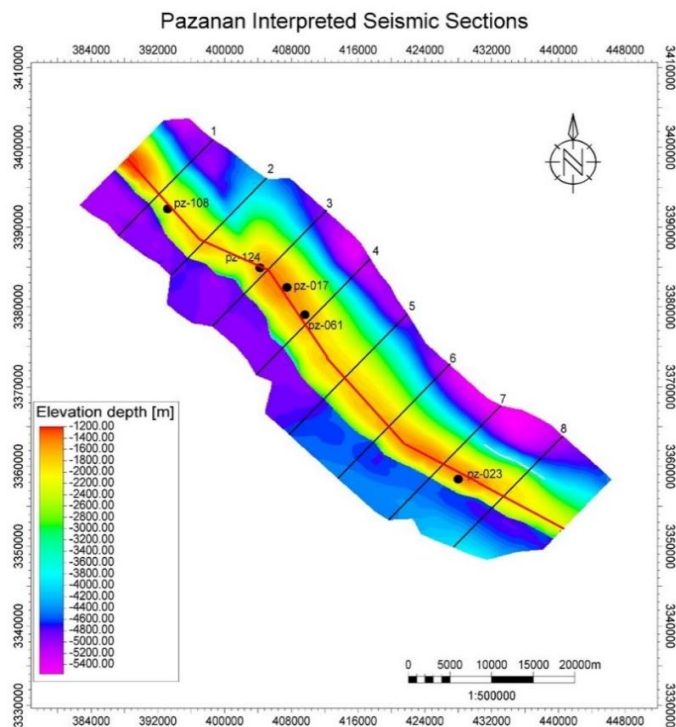 Pazanan Interpreted Seismic Sections
384000 392000 400000 408000 416000 424000 432000 440000 448000
3410000 3400000 3390000 3380000 3370000 3360000 3350000 3340000 3330000
1
2
3
4
5
6
7
8
pz-108
pz-124
pz-017
pz-061
pz-023
N
Elevation depth [m]
-1200.00
-1400.00
-1600.00
-1800.00
-2000.00
-2200.00
-2400.00
-2600.00
-2800.00
-3000.00
-3200.00
-3400.00
-3600.00
-3800.00
-4000.00
-4200.00
-4400.00
-4600.00
-4800.00
-5000.00
-5200.00
-5400.00
0 5000 10000 15000 20000m
1:500000
384000 392000 400000 408000 416000 424000 432000 440000 448000
3410000 3400000 3390000 3380000 3370000 3360000 3350000 3340000 3330000